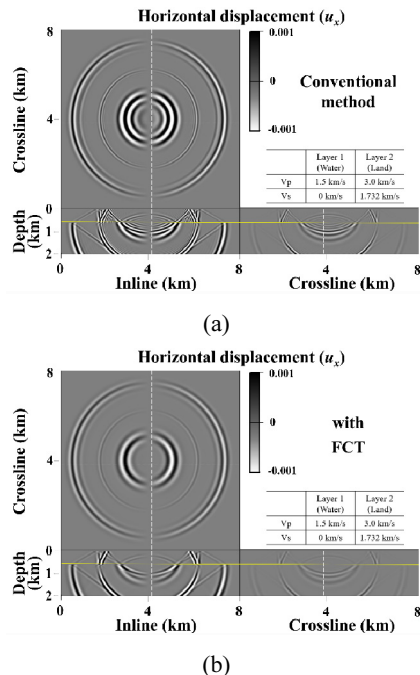 Horizontal displacement (ux)
8
0.001
0
-0.001
Crossline (km)
4
Conventional
method
Layer 1
(Water)
Layer 2
(Land)
Vp
1.5 km/s
3.0 km/s
Vs
0 km/s
1.732 km/s
0
Depth
(km)
1
2
0
4
8
4
8
Inline (km)
Crossline (km)
(a)
Horizontal displacement (ux)
8
0.001
0
-0.001
Crossline (km)
4
with
FCT
Layer 1
(Water)
Layer 2
(Land)
Vp
1.5 km/s
3.0 km/s
Vs
0 km/s
1.732 km/s
0
Depth
(km)
1
2
0
4
8
4
8
Inline (km)
Crossline (km)
(b)